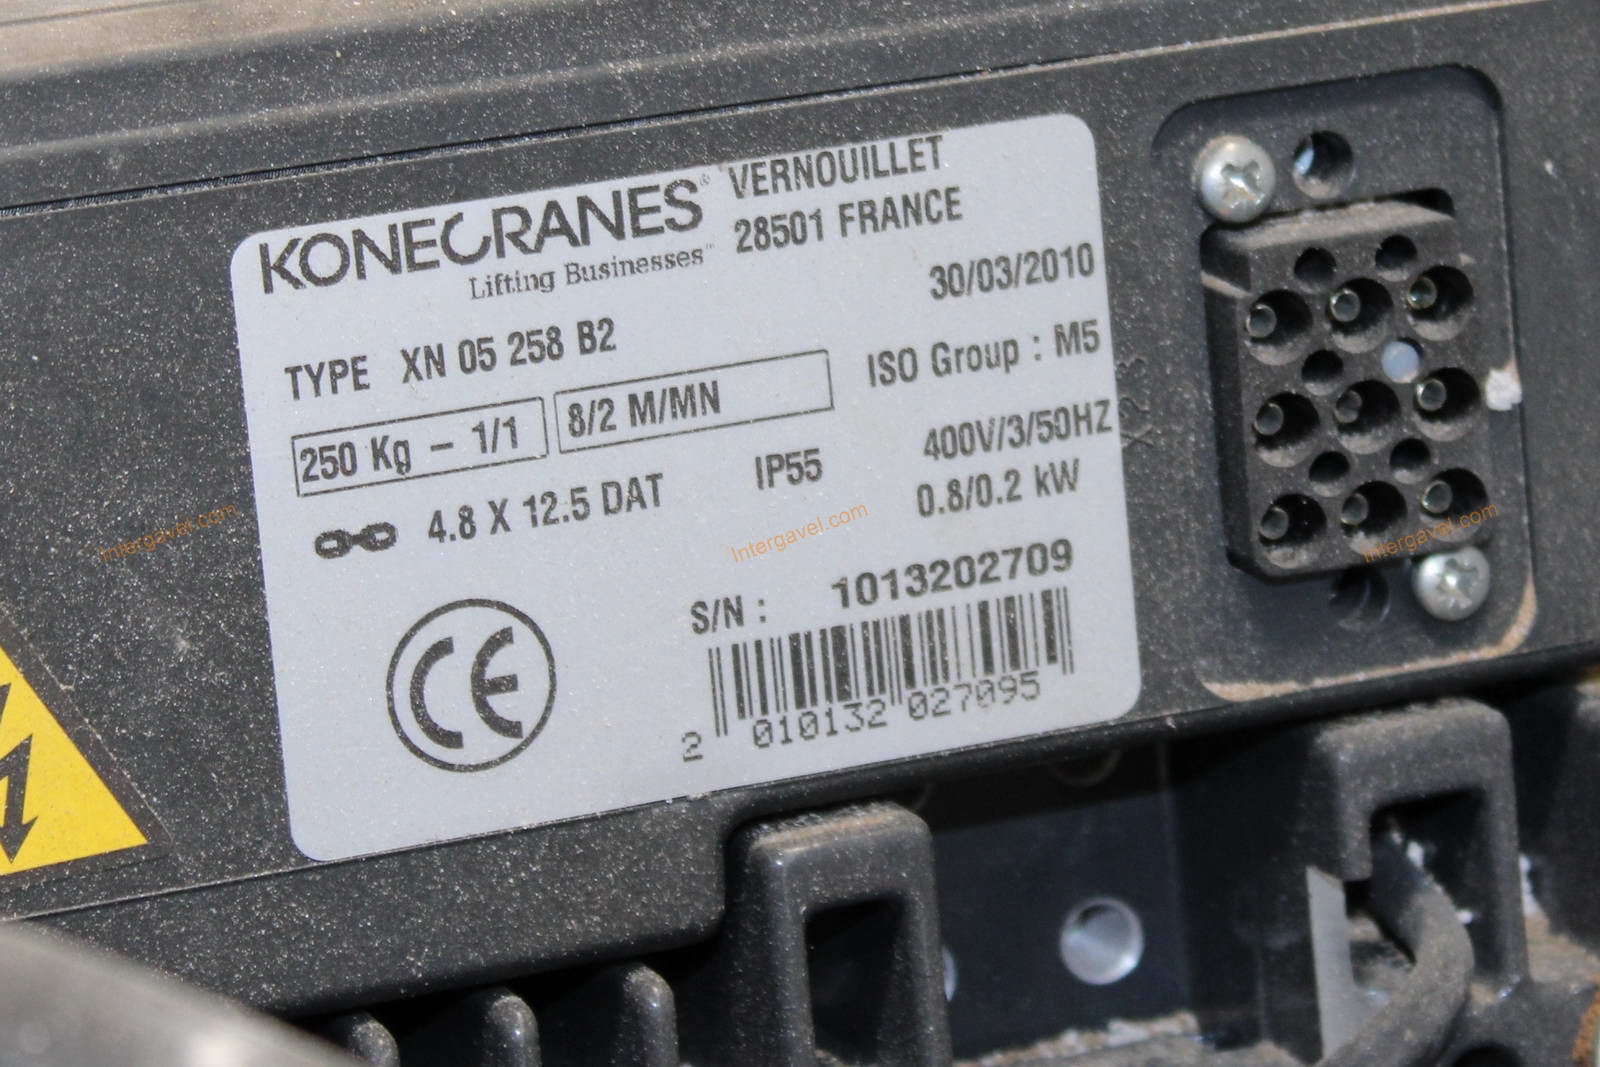 KONECRANES®
Lifting Businesses™
VERNOUILLET
28501 FRANCE
30/03/2010
TYPE XN 05 258 B2
ISO Group : M5
250 Kg - 1/1
8/2 M/MN
400V/3/50HZ
4.8 X 12.5 DAT
IP55
0.8/0.2 kW
S/N : 1013202709
CE
2 010132 027095
Intergavel.com
Intergavel.com
Intergavel.com